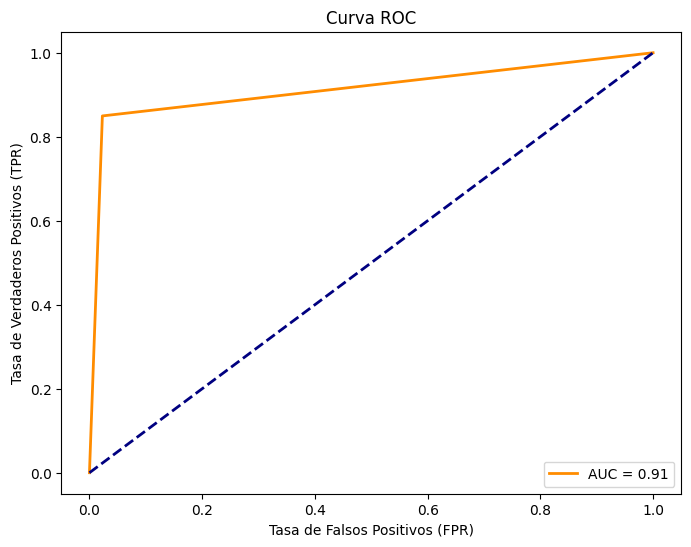 Curva ROC
Tasa de Verdaderos Positivos (TPR)
1.0
0.8
0.6
0.4
0.2
0.0
0.0 0.2 0.4 0.6 0.8 1.0
AUC = 0.91
Tasa de Falsos Positivos (FPR)